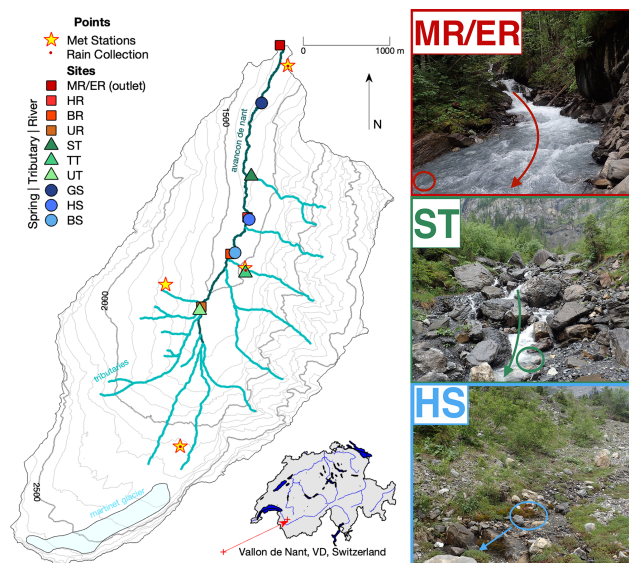 Points
Met Stations
Rain Collection
Sites
MR/ER (outlet)
HR
BR
UR
ST
TT
UT
GS
HS
BS
Spring | Tributary | River
0
1000 m
N
1500
avancon de nant
2000
tributaries
2500
martinet glacier
Vallon de Nant, VD, Switzerland
MR/ER
ST
HS